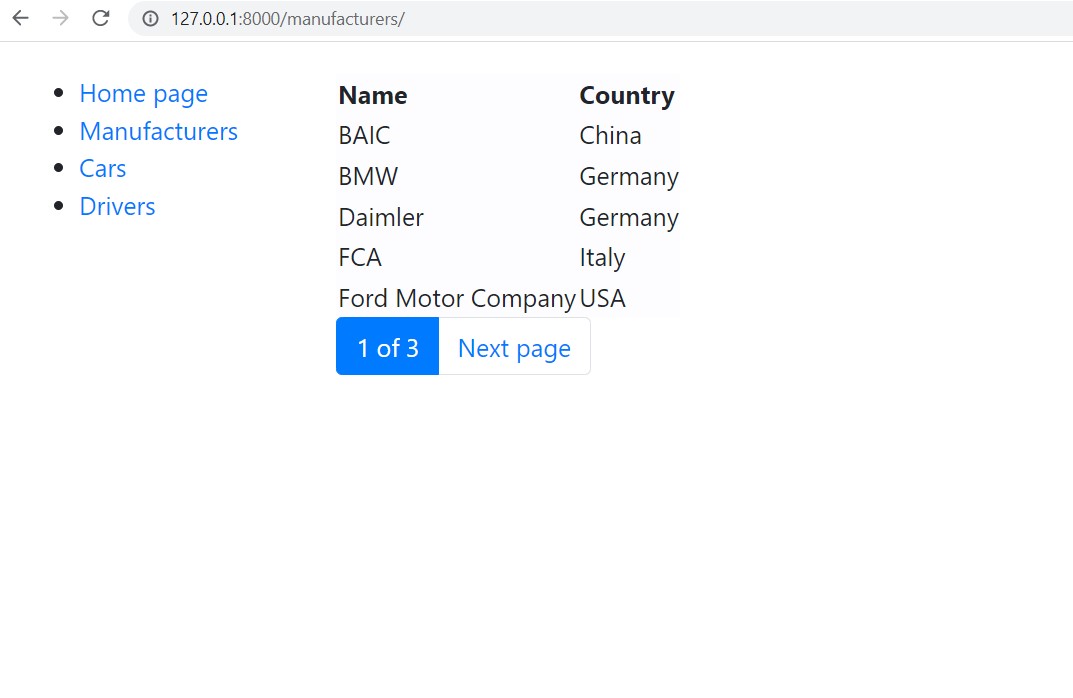 127.0.0.1:8000/manufacturers/
Home page
Manufacturers
Cars
Drivers
Name Country
BAIC China
BMW Germany
Daimler Germany
FCA Italy
Ford Motor Company USA
1 of 3 Next page